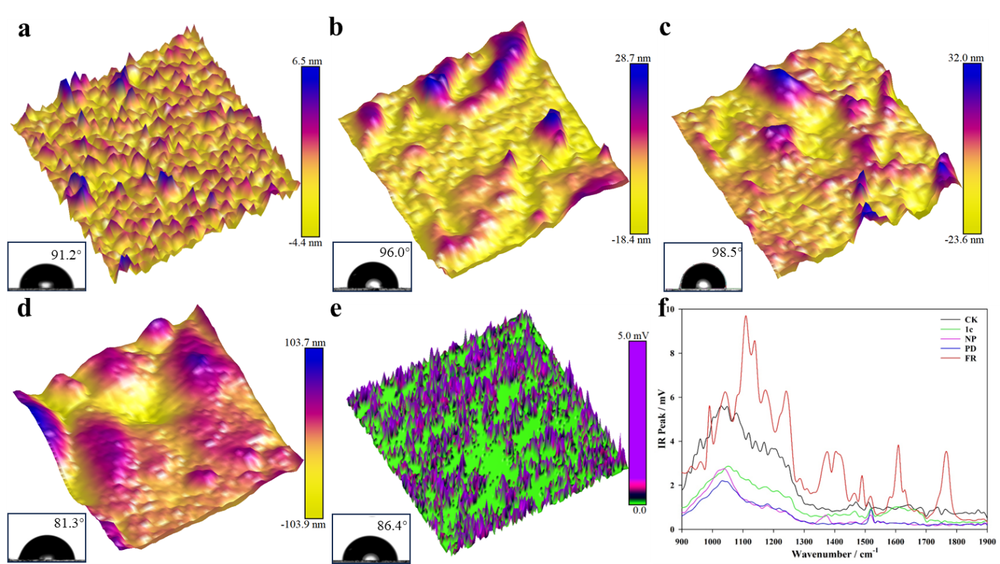 a
6.5 nm
-4.4 nm
91.2°
b
28.7 nm
-18.4 nm
96.0°
c
32.0 nm
-23.6 nm
98.5°
d
103.7 nm
-103.9 nm
81.3°
e
5.0 mV
0.0
86.4°
f
10
8
6
4
2
0
IR Peak / mV
CK
1c
NP
PD
FR
900 1000 1100 1200 1300 1400 1500 1600 1700 1800 1900
Wavenumber / cm⁻¹